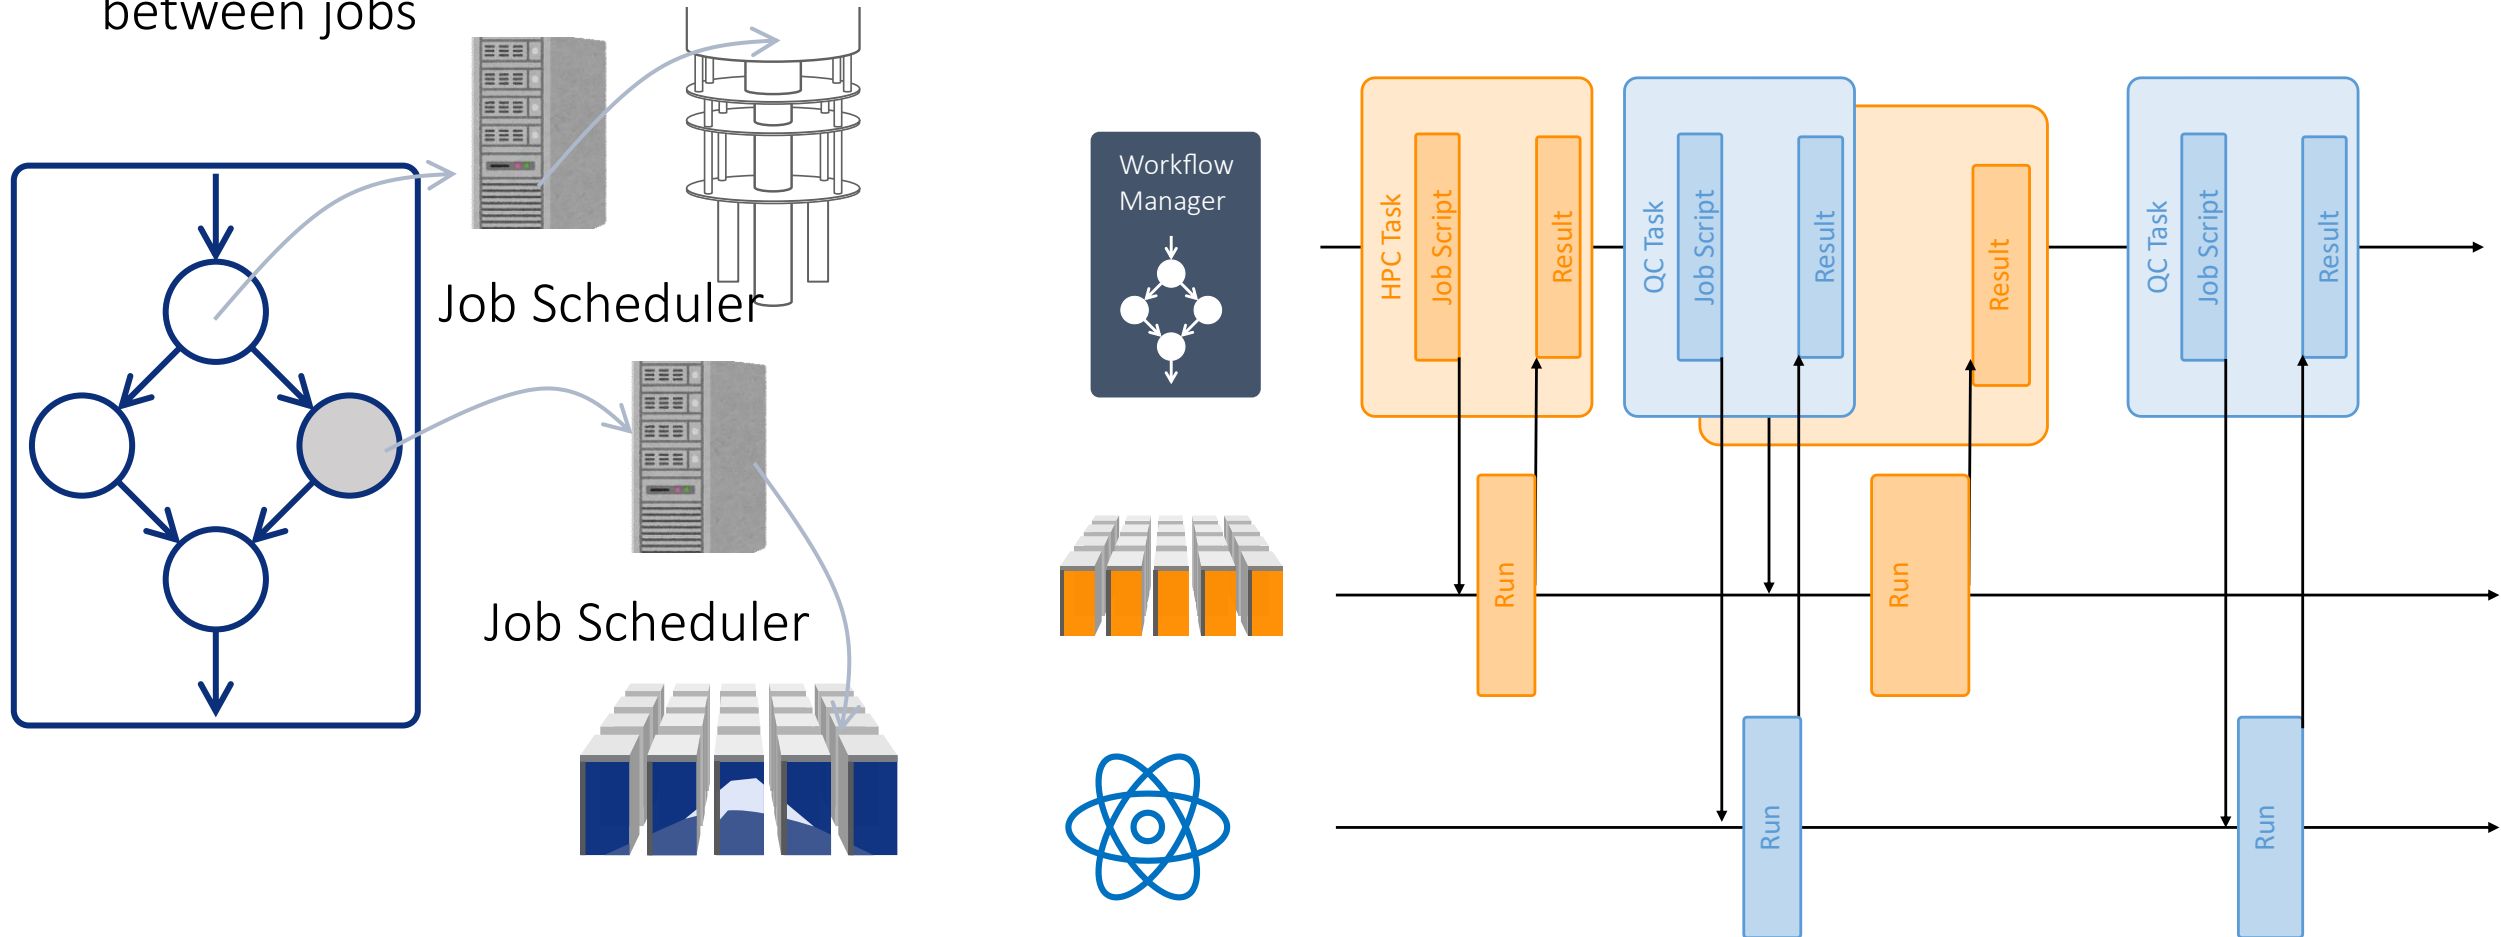 between jobs
Job Scheduler
Job Scheduler
Workflow
Manager
HPC Task
Job Script
Result
QC Task
Job Script
Result
Result
QC Task
Job Script
Result
Run
Run
Run
Run